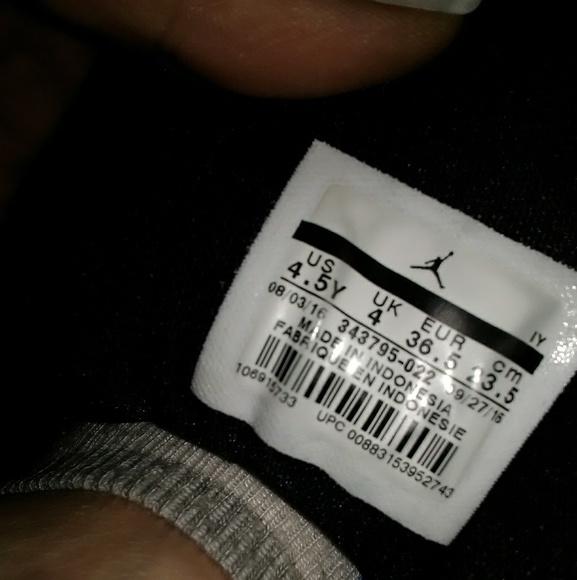 IY
US UK EUR cm
4.5Y 4 36.5 23.5
08/03/16 343795-022 09/27/16
MADE IN INDONESIA
FABRIQUE EN INDONESIE
106915733
UPC 00883153952743